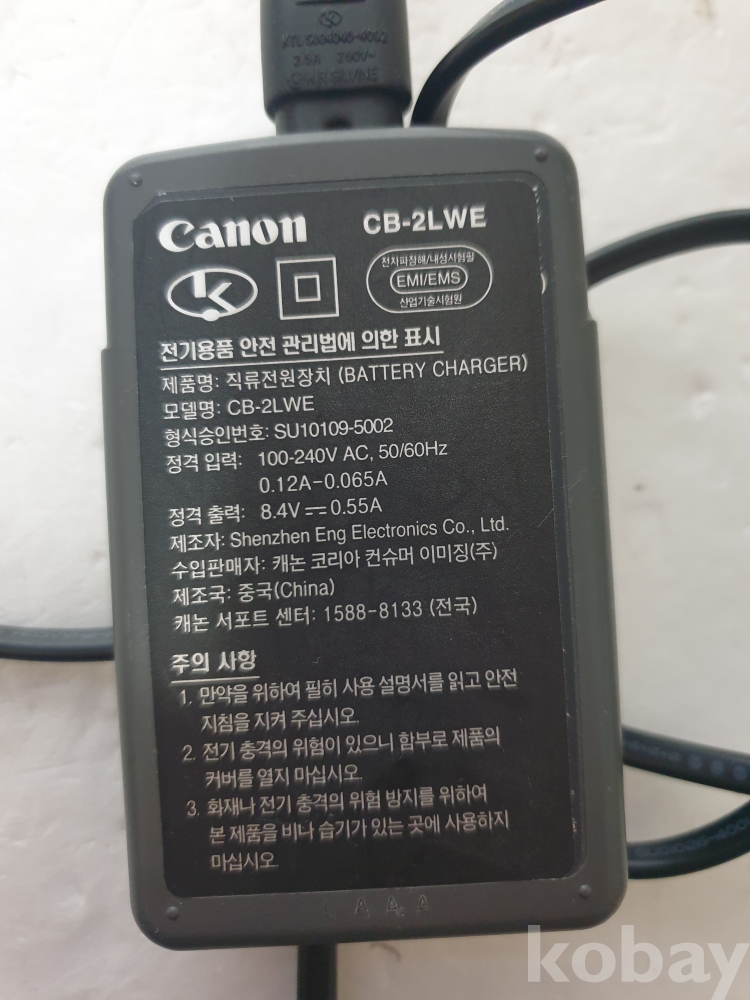 2.5A 250V~
Canon CB-2LWE
전자파장해/내성시험필
EMI/EMS
산업기술시험원
전기용품 안전 관리법에 의한 표시
제품명: 직류전원장치 (BATTERY CHARGER)
모델명: CB-2LWE
형식승인번호: SU10109-5002
정격 입력: 100-240V AC, 50/60Hz
0.12A-0.065A
정격 출력: 8.4V ⎓ 0.55A
제조자: Shenzhen Eng Electronics Co., Ltd.
수입판매자: 캐논 코리아 컨슈머 이미징(주)
제조국: 중국(China)
캐논 서포트 센터: 1588-8133 (전국)
주의 사항
1. 만약을 위하여 필히 사용 설명서를 읽고 안전
지침을 지켜 주십시오.
2. 전기 충격의 위험이 있으니 함부로 제품의
커버를 열지 마십시오.
3. 화재나 전기 충격의 위험 방지를 위하여
본 제품을 비나 습기가 있는 곳에 사용하지
마십시오.
kobay